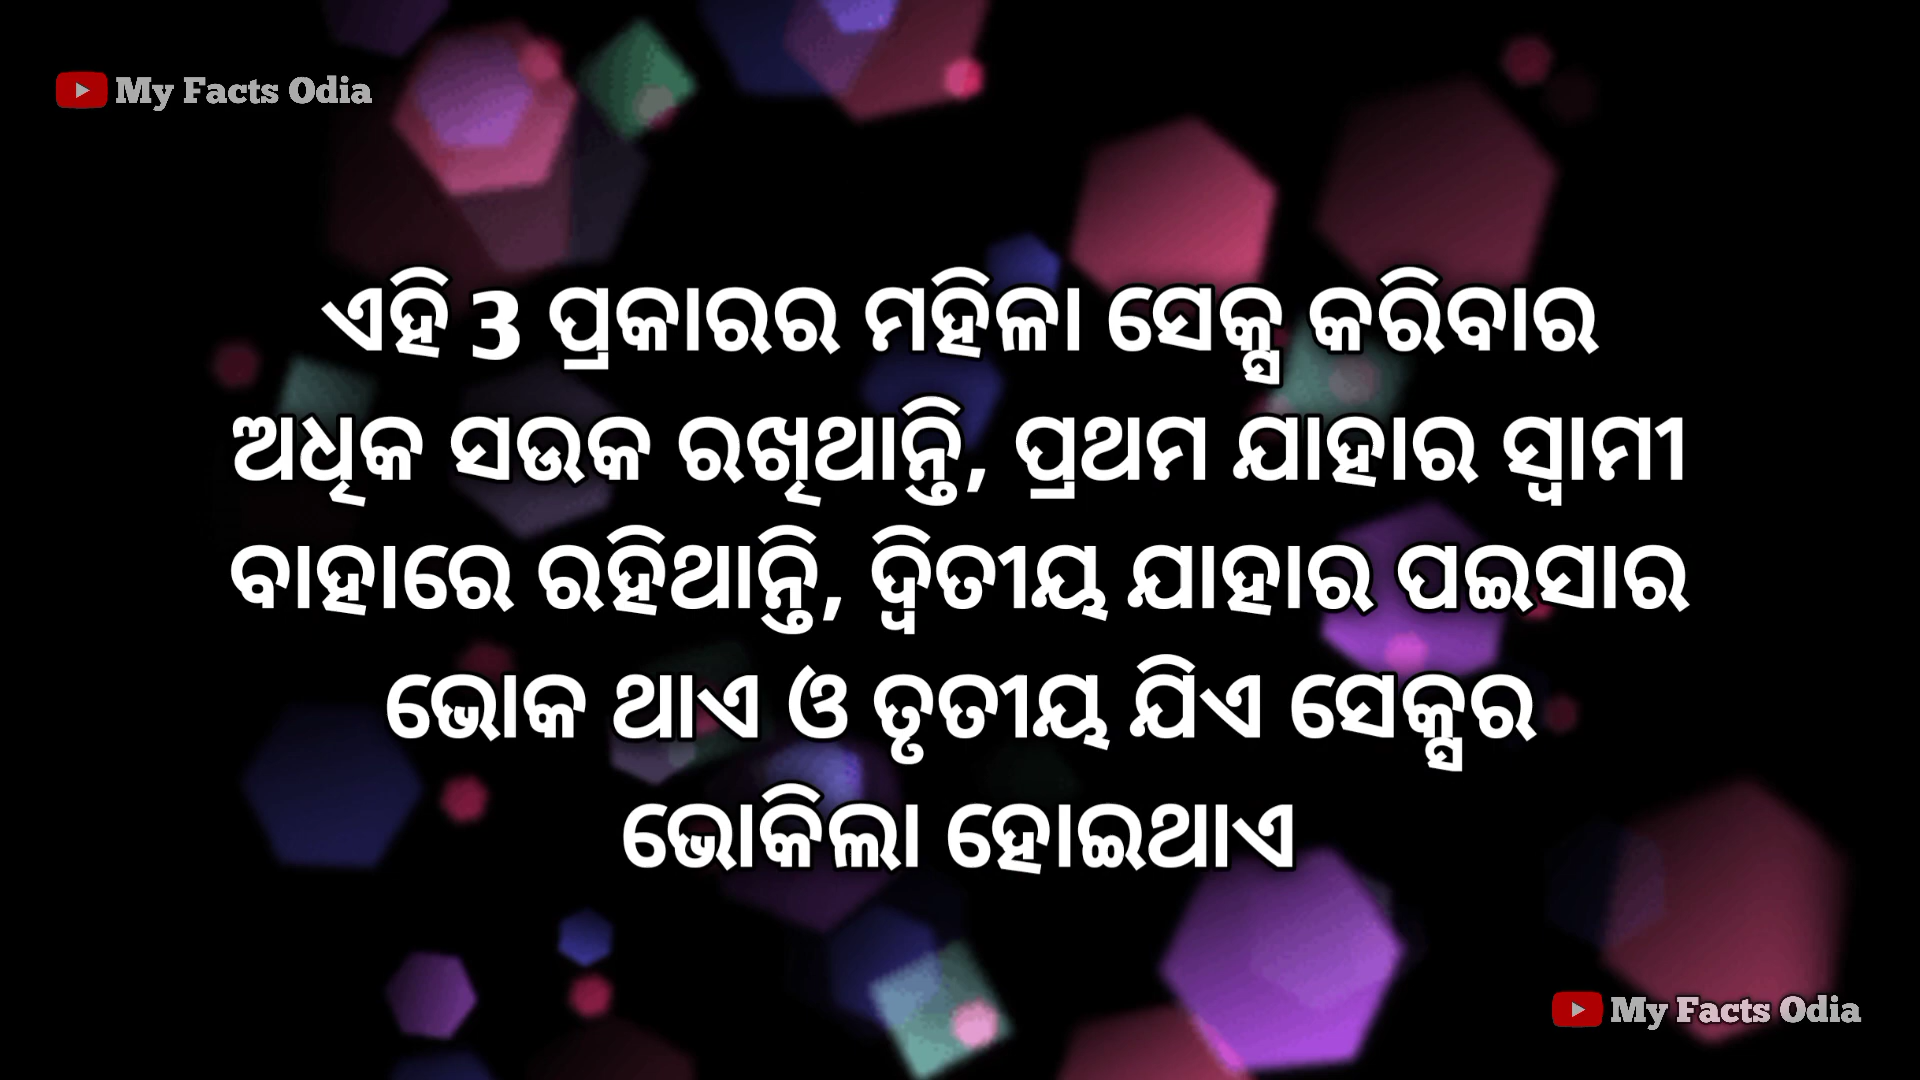 My Facts Odia
ଏହି 3 ପ୍ରକାରର ମହିଳା ସେକ୍ସ କରିବାର
ଅଧିକ ସଉକ ରଖିଥାନ୍ତି, ପ୍ରଥମ ଯାହାର ସ୍ୱାମୀ
ବାହାରେ ରହିଥାନ୍ତି, ଦ୍ୱିତୀୟ ଯାହାର ପଇସାର
ଭୋକ ଥାଏ ଓ ତୃତୀୟ ଯିଏ ସେକ୍ସର
ଭୋକିଲା ହୋଇଥାଏ
My Facts Odia